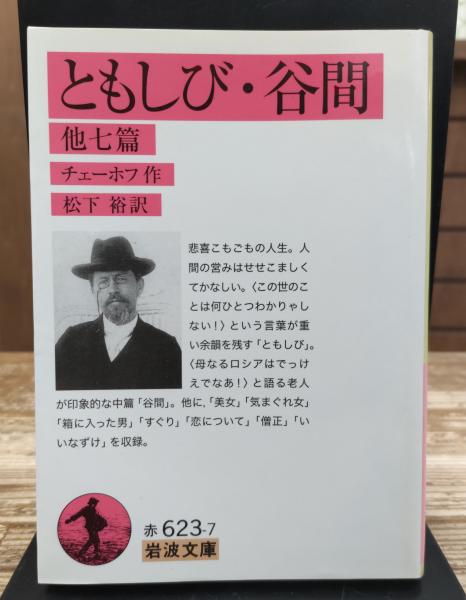 ともしび・谷間
他七篇
チェーホフ作
松下 裕訳
悲喜こもごもの人生。人
間の営みはせせこましく
てかなしい。〈この世のこ
とは何ひとつわかりゃし
ない！〉という言葉が重
い余韻を残す「ともしび」。
〈母なるロシアはでっけ
えでなあ！〉と語る老人
が印象的な中篇「谷間」。他に、「美女」「気まぐれ女」
「箱に入った男」「すぐり」「恋について」「僧正」「い
いなずけ」を収録。
赤 623-7
岩波文庫